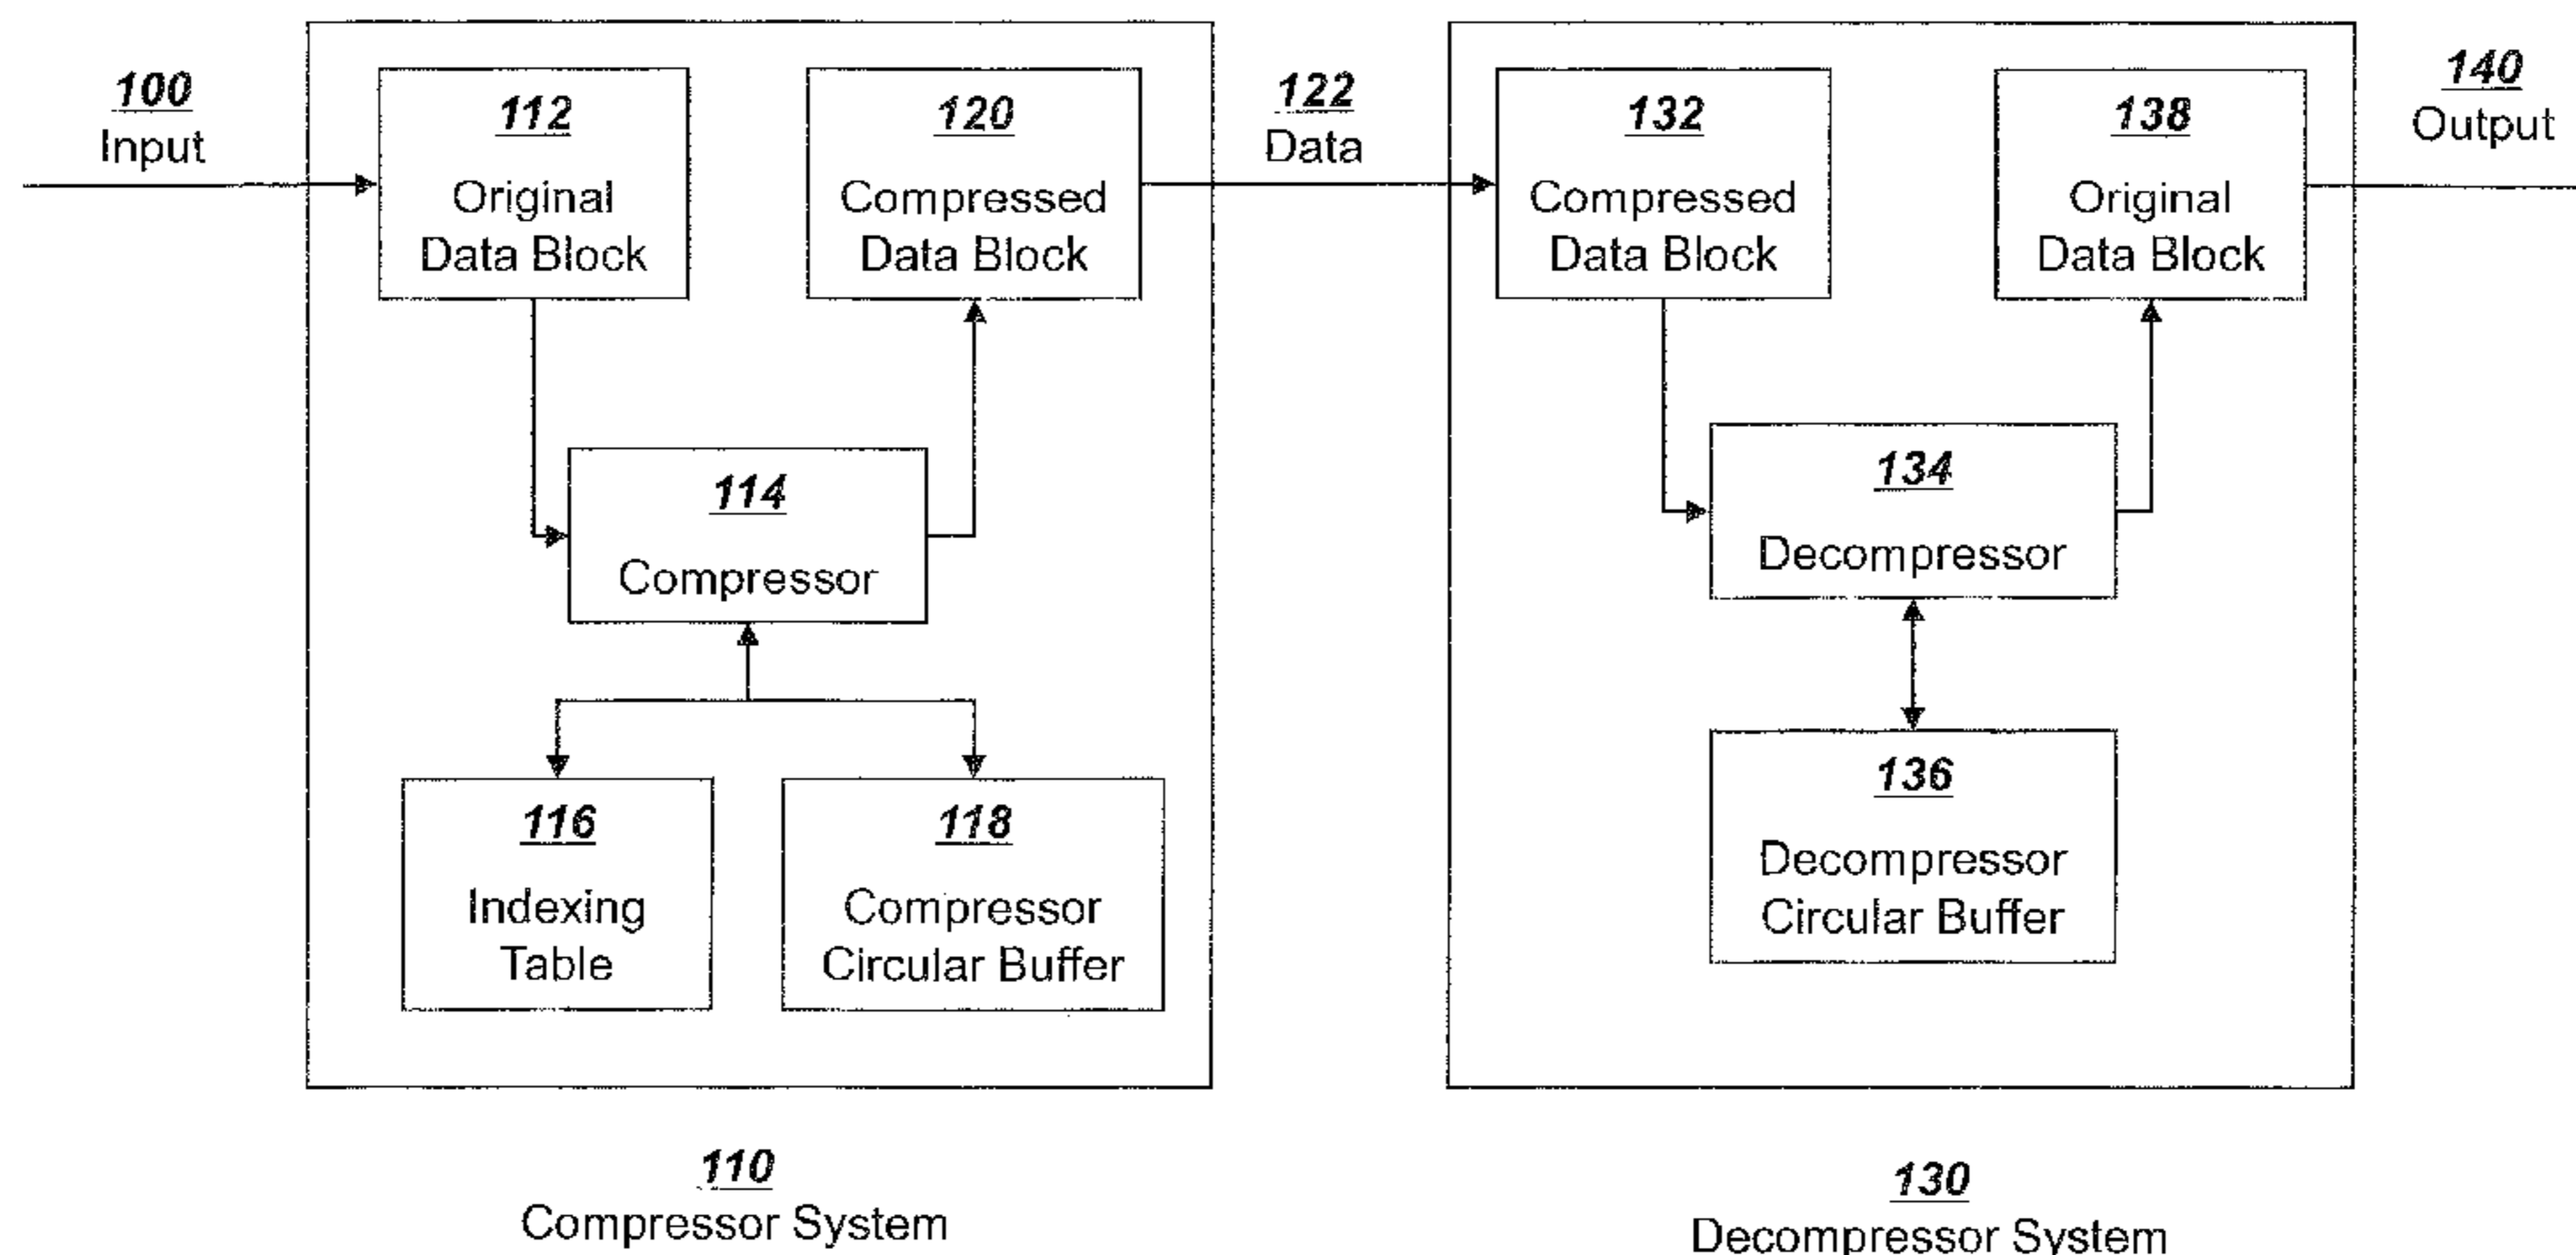 100
Input
112
Original
Data Block
120
Compressed
Data Block
122
Data
132
Compressed
Data Block
138
Original
Data Block
140
Output
114
Compressor
134
Decompressor
116
Indexing
Table
118
Compressor
Circular Buffer
136
Decompressor
Circular Buffer
110
Compressor System
130
Decompressor System